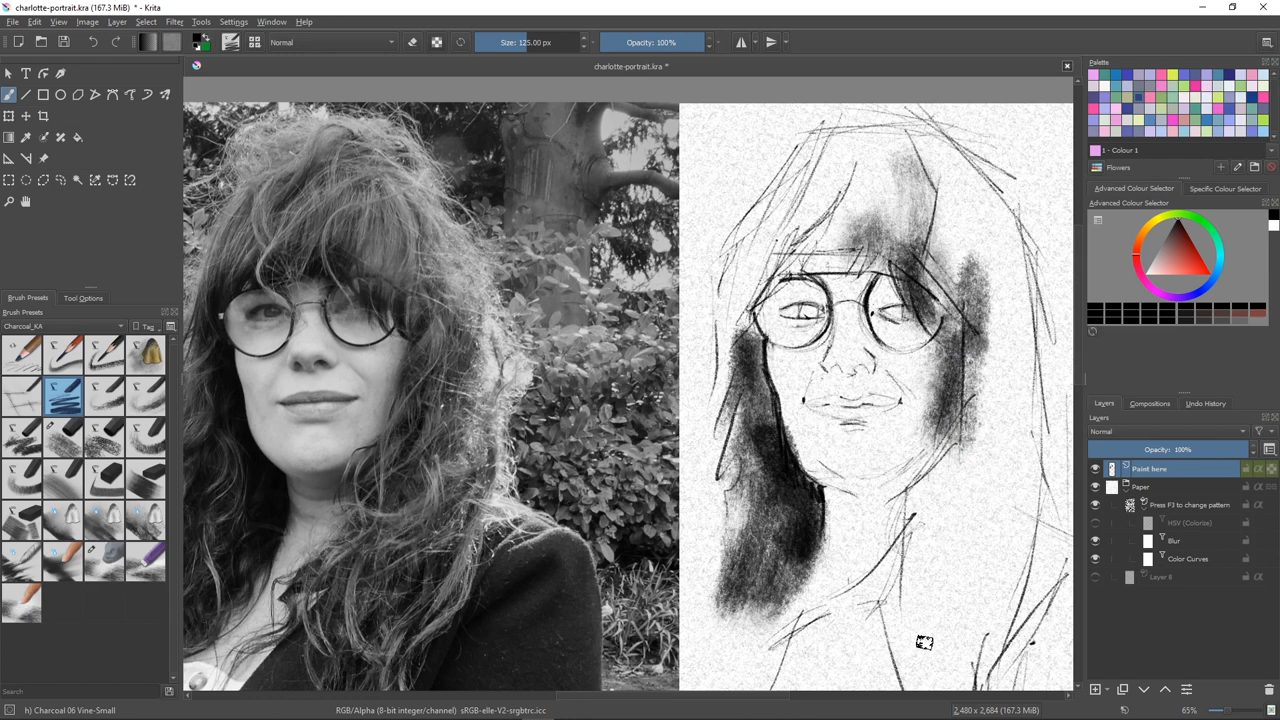 charlotte-portrait.kra (167.3 MiB) * - Krita
File Edit View Image Layer Select Filter Tools Settings Window Help
Normal Size: 125.00 px Opacity: 100%
charlotte-portrait.kra *
Palette
1 - Colour 1
Flowers
Advanced Colour Selector Specific Colour Selector
Advanced Colour Selector
Brush Presets Tool Options
Brush Presets
Charcoal_KA Tag
Layers Compositions Undo History
Layers
Normal
Opacity: 100%
Paint here
Paper
Press F3 to change pattern
HSV (Colorize)
Blur
Color Curves
Layer 8
Search
h) Charcoal 06 Vine-Small RGB/Alpha (8-bit integer/channel) sRGB-elle-V2-srgbtrc.icc 2,480 x 2,684 (167.3 MiB) 65%